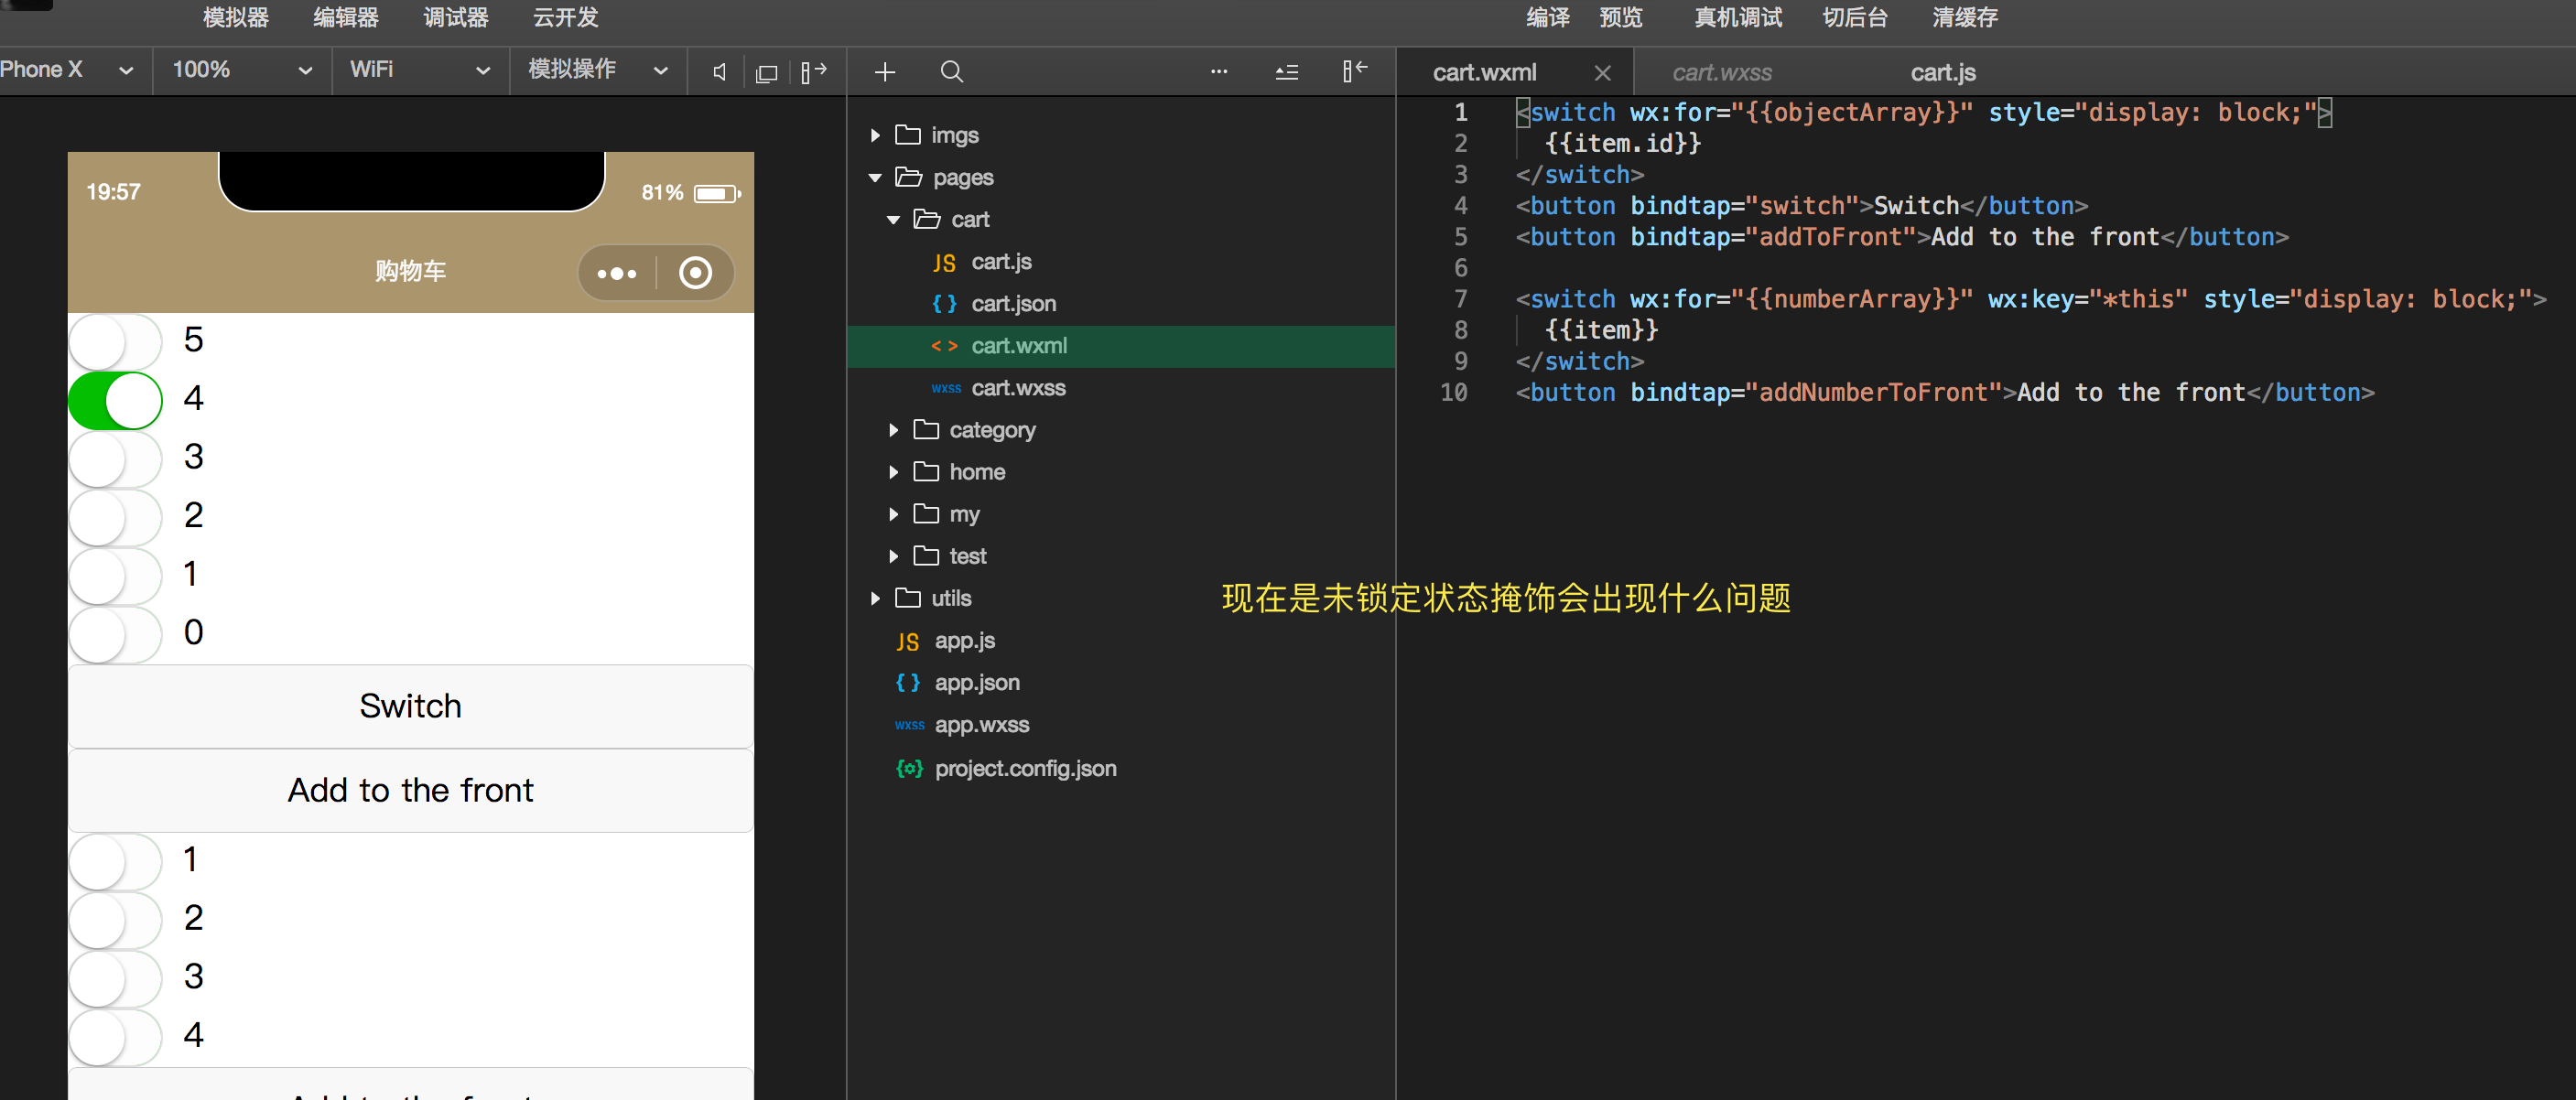 模拟器 编辑器 调试器 云开发 编译 预览 真机调试 切后台 清缓存
Phone X 100% WiFi 模拟操作 cart.wxml cart.wxss cart.js
19:57 81%
购物车
5
4
3
2
1
0
Switch
Add to the front
1
2
3
4
imgs
pages
cart
JS cart.js
{ } cart.json
< > cart.wxml
wxss cart.wxss
category
home
my
test
utils
JS app.js
{ } app.json
wxss app.wxss
project.config.json
现在是未锁定状态掩饰会出现什么问题
1 <switch wx:for="{{objectArray}}" style="display: block;">
2 {{item.id}}
3 </switch>
4 <button bindtap="switch">Switch</button>
5 <button bindtap="addToFront">Add to the front</button>
6
7 <switch wx:for="{{numberArray}}" wx:key="*this" style="display: block;">
8 {{item}}
9 </switch>
10 <button bindtap="addNumberToFront">Add to the front</button>